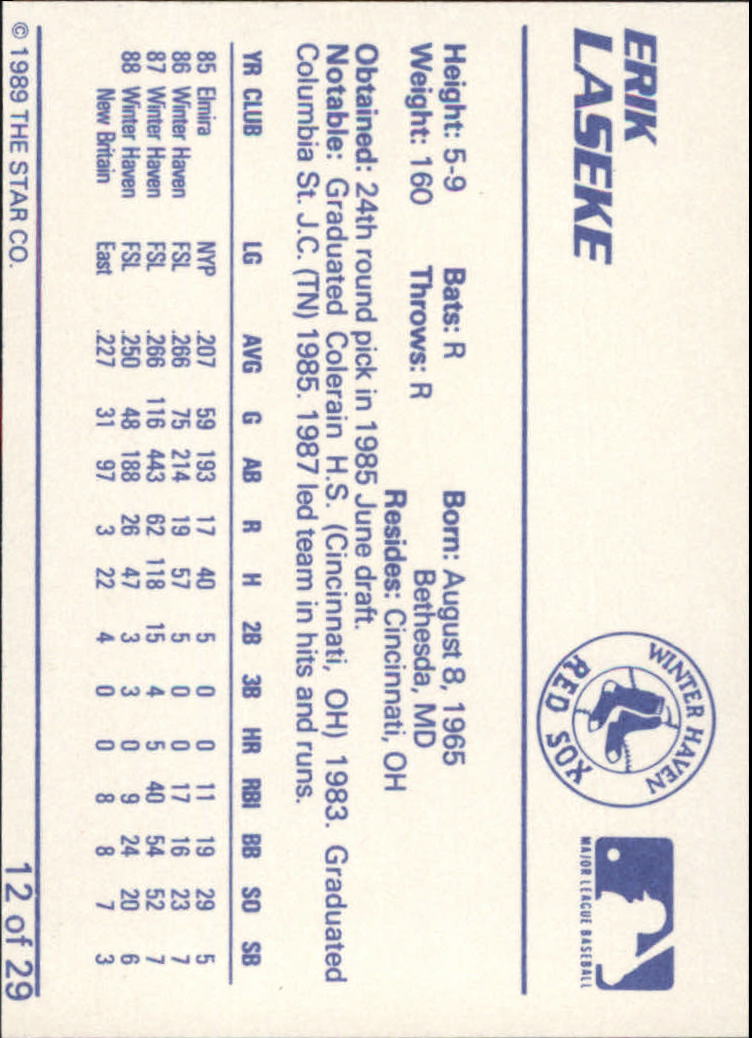 ERIK
LASEKE
WINTER HAVEN
RED SOX
MAJOR LEAGUE BASEBALL
Height: 5-9 Bats: R Born: August 8, 1965
Weight: 160 Throws: R Bethesda, MD
Resides: Cincinnati, OH
Obtained: 24th round pick in 1985 June draft.
Notable: Graduated Colerain H.S. (Cincinnati, OH) 1983. Graduated
Columbia St. J.C. (TN) 1985. 1987 led team in hits and runs.
YR CLUB LG AVG G AB R H 2B 3B HR RBI BB SO SB
85 Elmira NYP .207 59 193 17 40 5 0 0 11 19 29 5
86 Winter Haven FSL .266 75 214 19 57 5 0 0 17 16 23 7
87 Winter Haven FSL .266 116 443 62 118 15 4 5 40 54 52 7
88 Winter Haven FSL .250 48 188 26 47 3 3 0 9 24 20 6
New Britain East .227 31 97 3 22 4 0 0 8 8 7 3
© 1989 THE STAR CO. 12 of 29